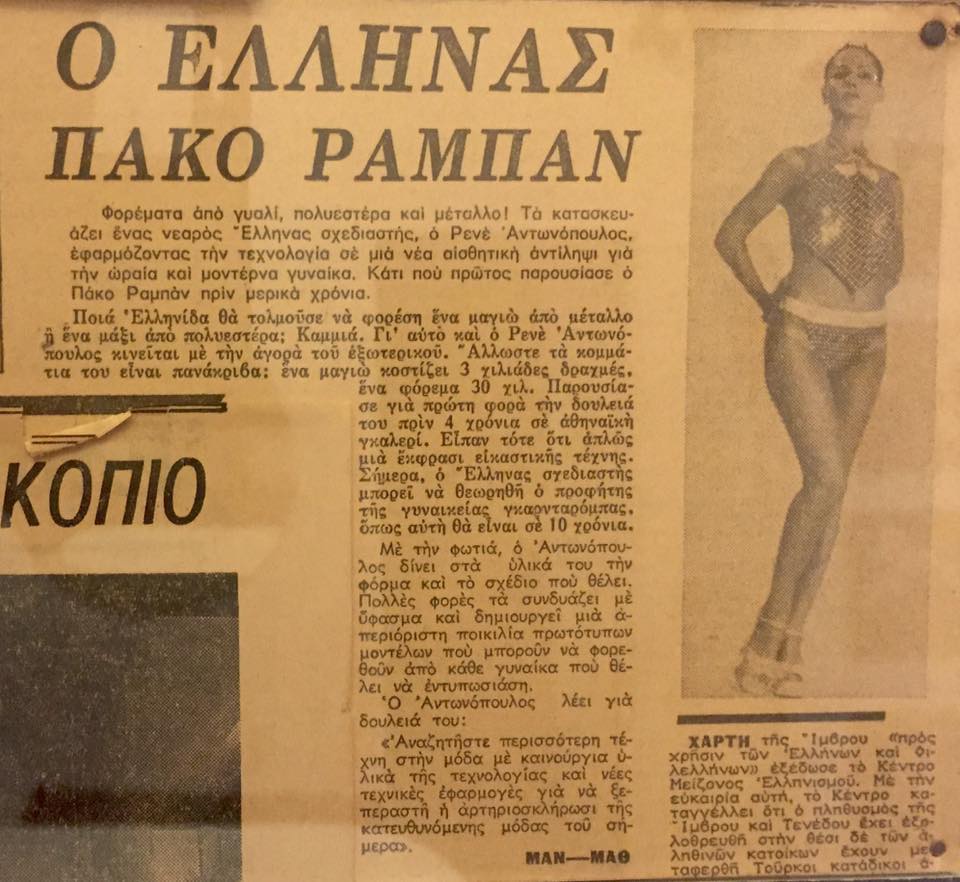 Ο ΕΛΛΗΝΑΣ
ΠΑΚΟ ΡΑΜΠΑΝ
Φορέματα ἀπό γυαλί, πολυεστέρα καί μέταλλο! Τὰ κατασκευ-
άζει ἕνας νεαρὸς Ἕλληνας σχεδιαστής, ὁ Ρενὲ Ἀντωνόπουλος,
ἐφαρμόζοντας τὴν τεχνολογία σὲ μιὰ νέα αἰσθητική ἀντίληψι γιὰ
τὴν ὡραία καὶ μοντέρνα γυναίκα. Κάτι ποὺ πρῶτος παρουσίασε ὁ
Πάκο Ραμπὰν πρὶν μερικὰ χρόνια.
Ποιά Ἑλληνίδα θὰ τολμοῦσε νὰ φορέση ἕνα μαγιὼ ἀπὸ μέταλλο
ἢ ἕνα μάξι ἀπὸ πολυεστέρα; Καμμιά. Γι' αὐτὸ καὶ ὁ Ρενὲ Ἀντωνό-
πουλος κινεῖται μὲ τὴν ἀγορὰ τοῦ ἐξωτερικοῦ. Ἄλλωστε τὰ κομμά-
τια του εἶναι πανάκριβα: ἕνα μαγιὼ κοστίζει 3 χιλιάδες δραχμές,
ἕνα φόρεμα 30 χιλ. Παρουσία-
σε γιὰ πρώτη φορὰ τὴν δουλειά
του πρὶν 4 χρόνια σὲ ἀθηναϊκὴ
γκαλερί. Εἶπαν τότε ὅτι ἁπλῶς
μιὰ ἔκφρασι εἰκαστικῆς τέχνης.
Σήμερα, ὁ Ἕλληνας σχεδιαστὴς
μπορεῖ νὰ θεωρηθῆ ὁ προφήτης
τῆς γυναικείας γκαρνταρόμπας,
ὅπως αὐτὴ θὰ εἶναι σὲ 10 χρόνια.
Μὲ τὴν φωτιά, ὁ Ἀντωνόπου-
λος δίνει στὰ ὑλικά του τὴν
φόρμα καὶ τὸ σχέδιο ποὺ θέλει.
Πολλὲς φορὲς τὰ συνδυάζει μὲ
ὕφασμα καὶ δημιουργεῖ μιὰ ἀ-
περιόριστη ποικιλία πρωτότυπων
μοντέλων ποὺ μποροῦν νὰ φορε-
θοῦν ἀπὸ κάθε γυναίκα ποὺ θέ-
λει νὰ ἐντυπωσιάση.
Ὁ Ἀντωνόπουλος λέει γιὰ
δουλειά του:
«Ἀναζητῆστε περισσότερη τέ-
χνη στὴν μόδα μὲ καινούργια ὑ-
λικὰ τῆς τεχνολογίας καὶ νέες
τεχνικὲς ἐφαρμογὲς γιὰ νὰ ξε-
περαστῆ ἡ ἀρτηριοσκλήρωσι τῆς
κατευθυνόμενης μόδας τοῦ σή-
μερα».
ΜΑΝ—ΜΑΘ
ΚΟΠΙΟ
ΧΑΡΤΗ τῆς Ἴμβρου «πρὸς
χρῆσιν τῶν Ἑλλήνων καὶ Φι-
λελλήνων» ἐξέδωσε τὸ Κέντρο
Μείζονος Ἑλληνισμοῦ. Μὲ τὴν
εὐκαιρία αὐτή, τὸ Κέντρο κα-
ταγγέλλει ὅτι ὁ πληθυσμὸς τῆς
Ἴμβρου καὶ Τενέδου ἔχει ἐξο-
λοθρευθῆ στὴν θέσι δὲ τῶν ἀ-
ληθινῶν κατοίκων ἔχουν με
ταφερθῆ Τοῦρκοι κατάδικοι ἀ-